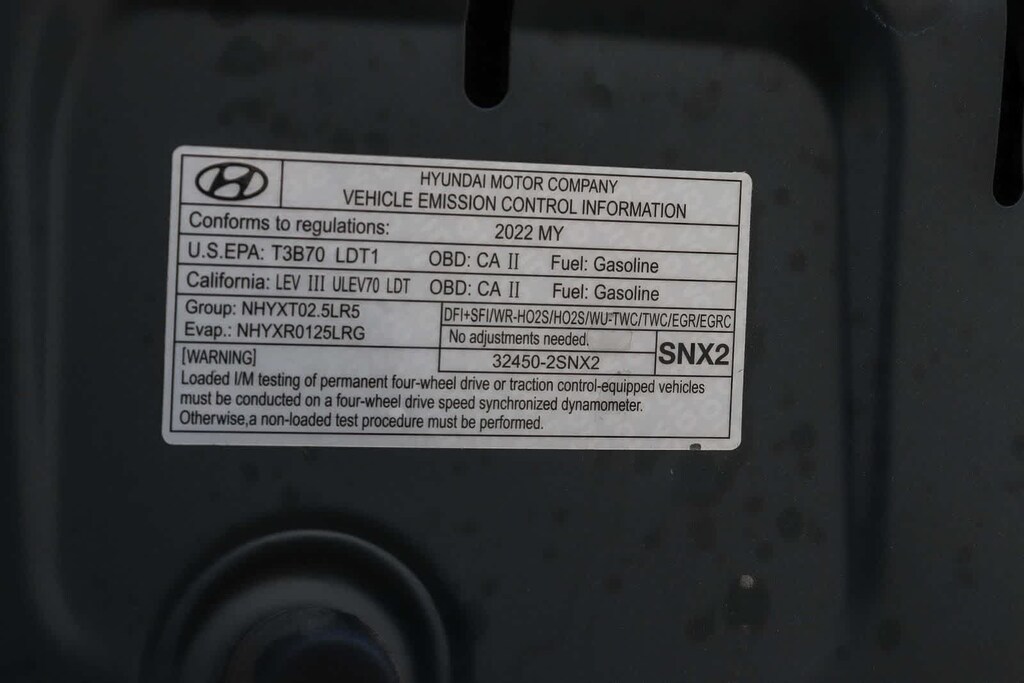 HYUNDAI MOTOR COMPANY
VEHICLE EMISSION CONTROL INFORMATION
Conforms to regulations: 2022 MY
U.S.EPA: T3B70 LDT1 OBD: CA II Fuel: Gasoline
California: LEV III ULEV70 LDT OBD: CA II Fuel: Gasoline
Group: NHYXT02.5LR5
Evap.: NHYXR0125LRG
DFI+SFI/WR-HO2S/HO2S/WU-TWC/TWC/EGR/EGRC
No adjustments needed.
32450-2SNX2
SNX2
[WARNING]
Loaded I/M testing of permanent four-wheel drive or traction control-equipped vehicles
must be conducted on a four-wheel drive speed synchronized dynamometer.
Otherwise,a non-loaded test procedure must be performed.